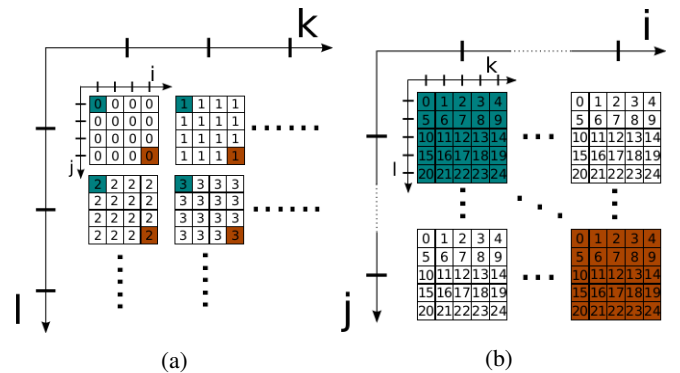 k
i
0 0 0 0 1 1 1 1
0 0 0 0 1 1 1 1
0 0 0 0 1 1 1 1
0 0 0 0 1 1 1 1
j
2 2 2 2 3 3 3 3
2 2 2 2 3 3 3 3
2 2 2 2 3 3 3 3
2 2 2 2 3 3 3 3
l
(a)
i
k
0 1 2 3 4 0 1 2 3 4
5 6 7 8 9 5 6 7 8 9
10 11 12 13 14 10 11 12 13 14
15 16 17 18 19 15 16 17 18 19
l
20 21 22 23 24 20 21 22 23 24
0 1 2 3 4 0 1 2 3 4
5 6 7 8 9 5 6 7 8 9
10 11 12 13 14 10 11 12 13 14
15 16 17 18 19 15 16 17 18 19
20 21 22 23 24 20 21 22 23 24
j
(b)